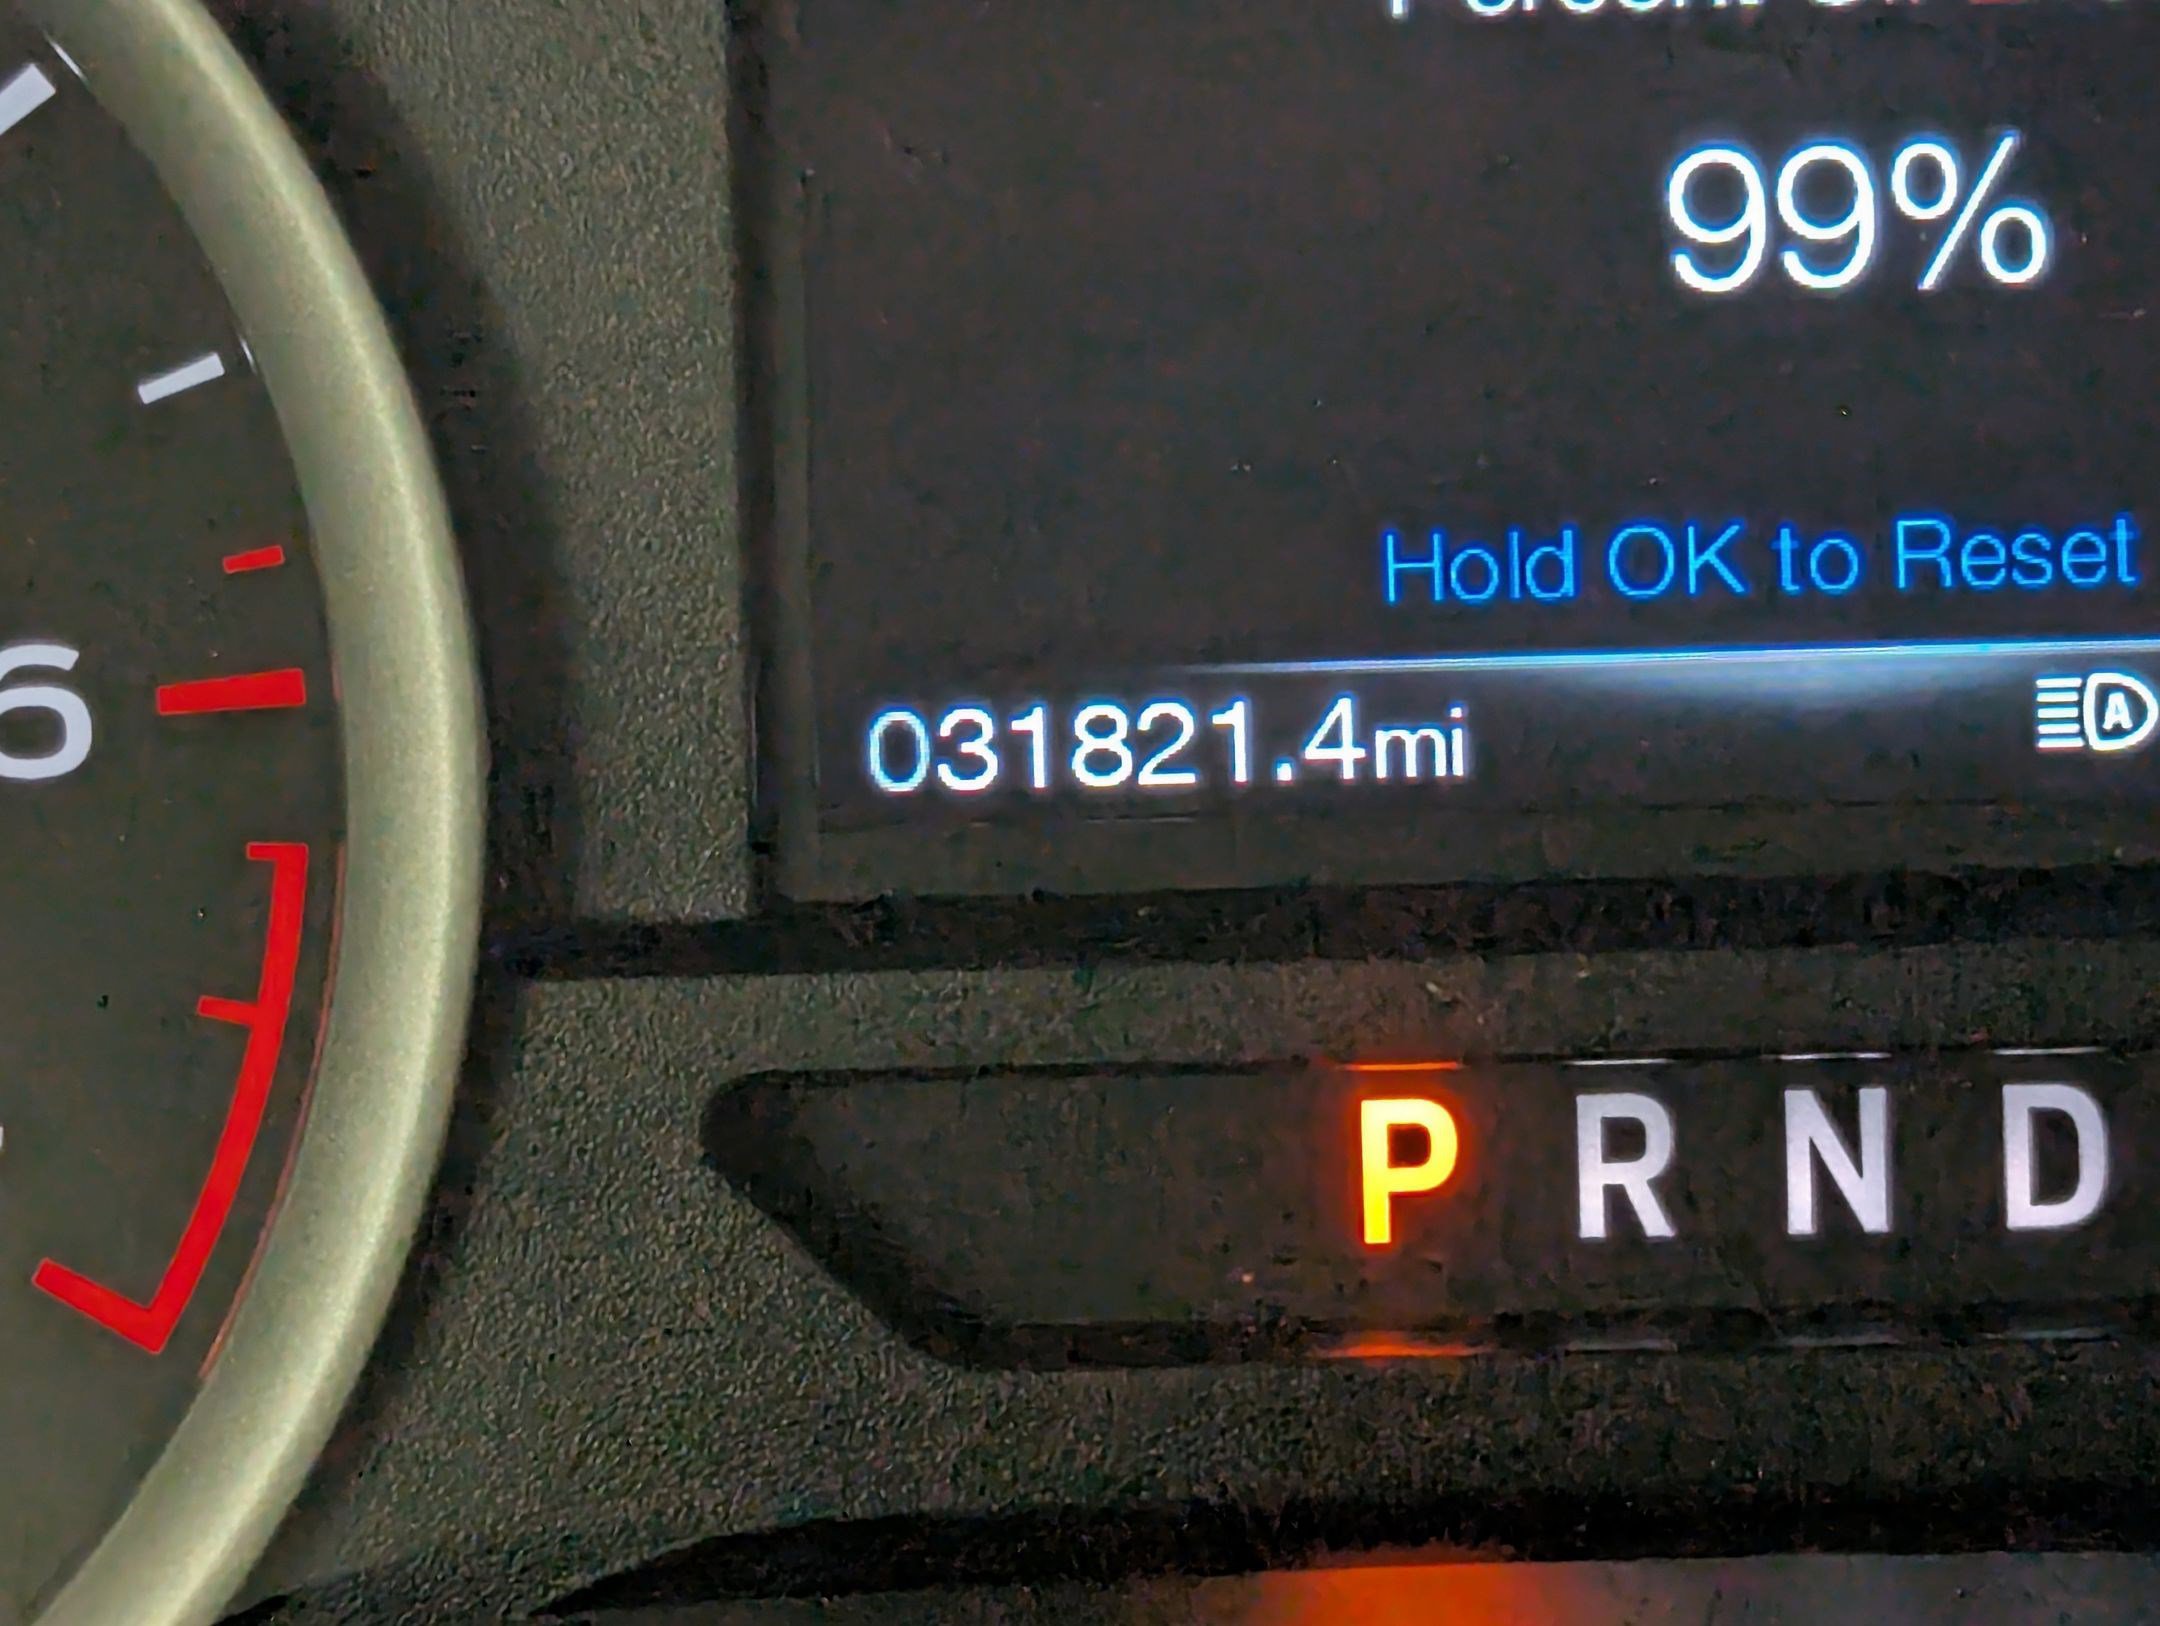 99%
Hold OK to Reset
6
031821.4mi
A
P R N D